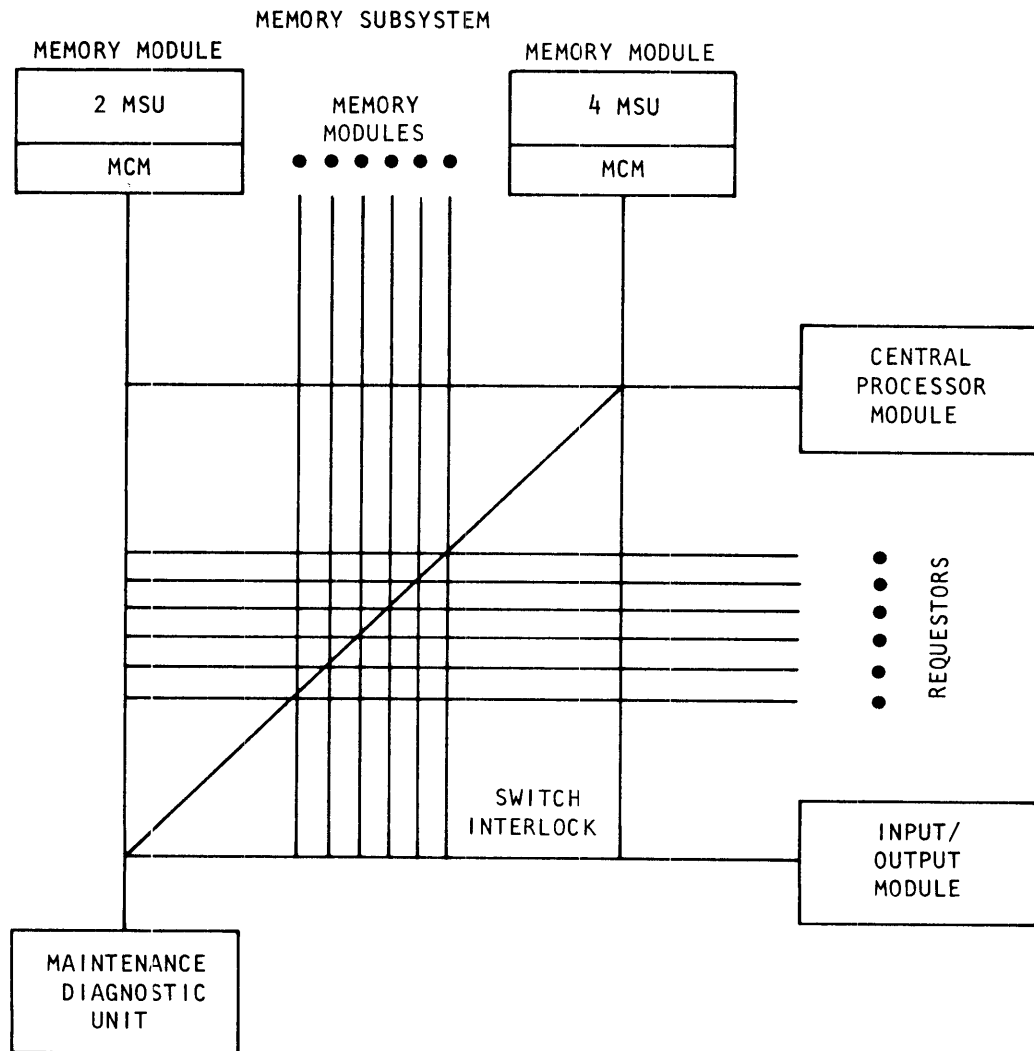 MEMORY SUBSYSTEM
MEMORY MODULE
2 MSU
MCM
MEMORY
MODULES
MEMORY MODULE
4 MSU
MCM
CENTRAL
PROCESSOR
MODULE
REQUESTORS
SWITCH
INTERLOCK
INPUT/
OUTPUT
MODULE
MAINTENANCE
DIAGNOSTIC
UNIT